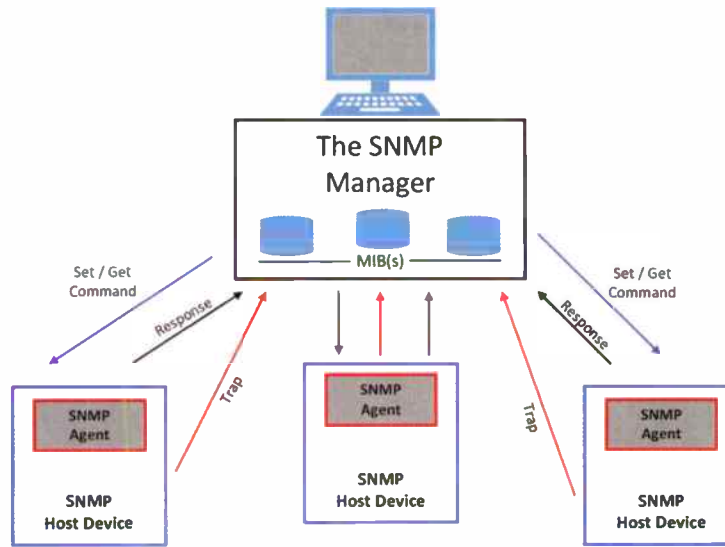 The SNMP
Manager
MIB(s)
Set / Get
Command
Response
Trap
Set / Get
Command
Response
Trap
SNMP
Agent
SNMP
Host Device
SNMP
Agent
SNMP
Host Device
SNMP
Agent
SNMP
Host Device